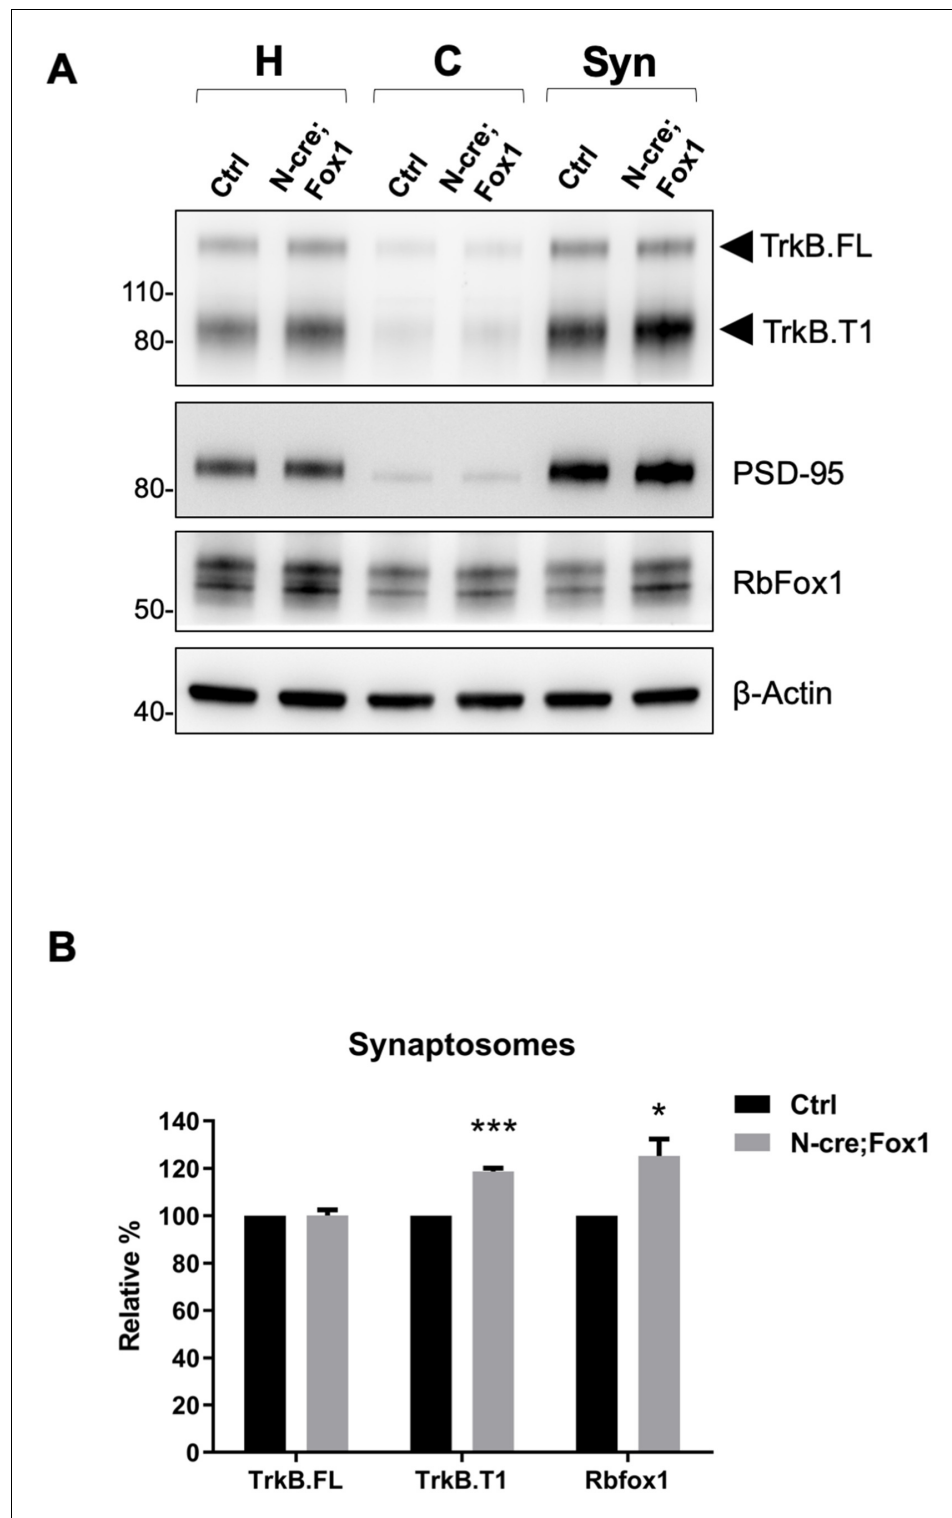 A
H C Syn
Ctrl N-cre; Fox1 Ctrl N-cre; Fox1 Ctrl N-cre; Fox1
TrkB.FL
110-
TrkB.T1
80-
PSD-95
80-
RbFox1
50-
β-Actin
40-
B
Synaptosomes
Ctrl
N-cre;Fox1
Relative %
140
120
100
80
60
40
20
0
***
*
TrkB.FL TrkB.T1 Rbfox1